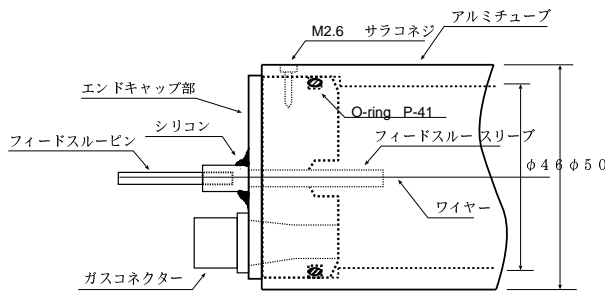 アルミチューブ
M2.6 サラコネジ
エンドキャップ部
O-ring P-41
シリコン
フィードスルーピン
フィードスルー スリーブ
φ46 φ50
ワイヤー
ガスコネクター